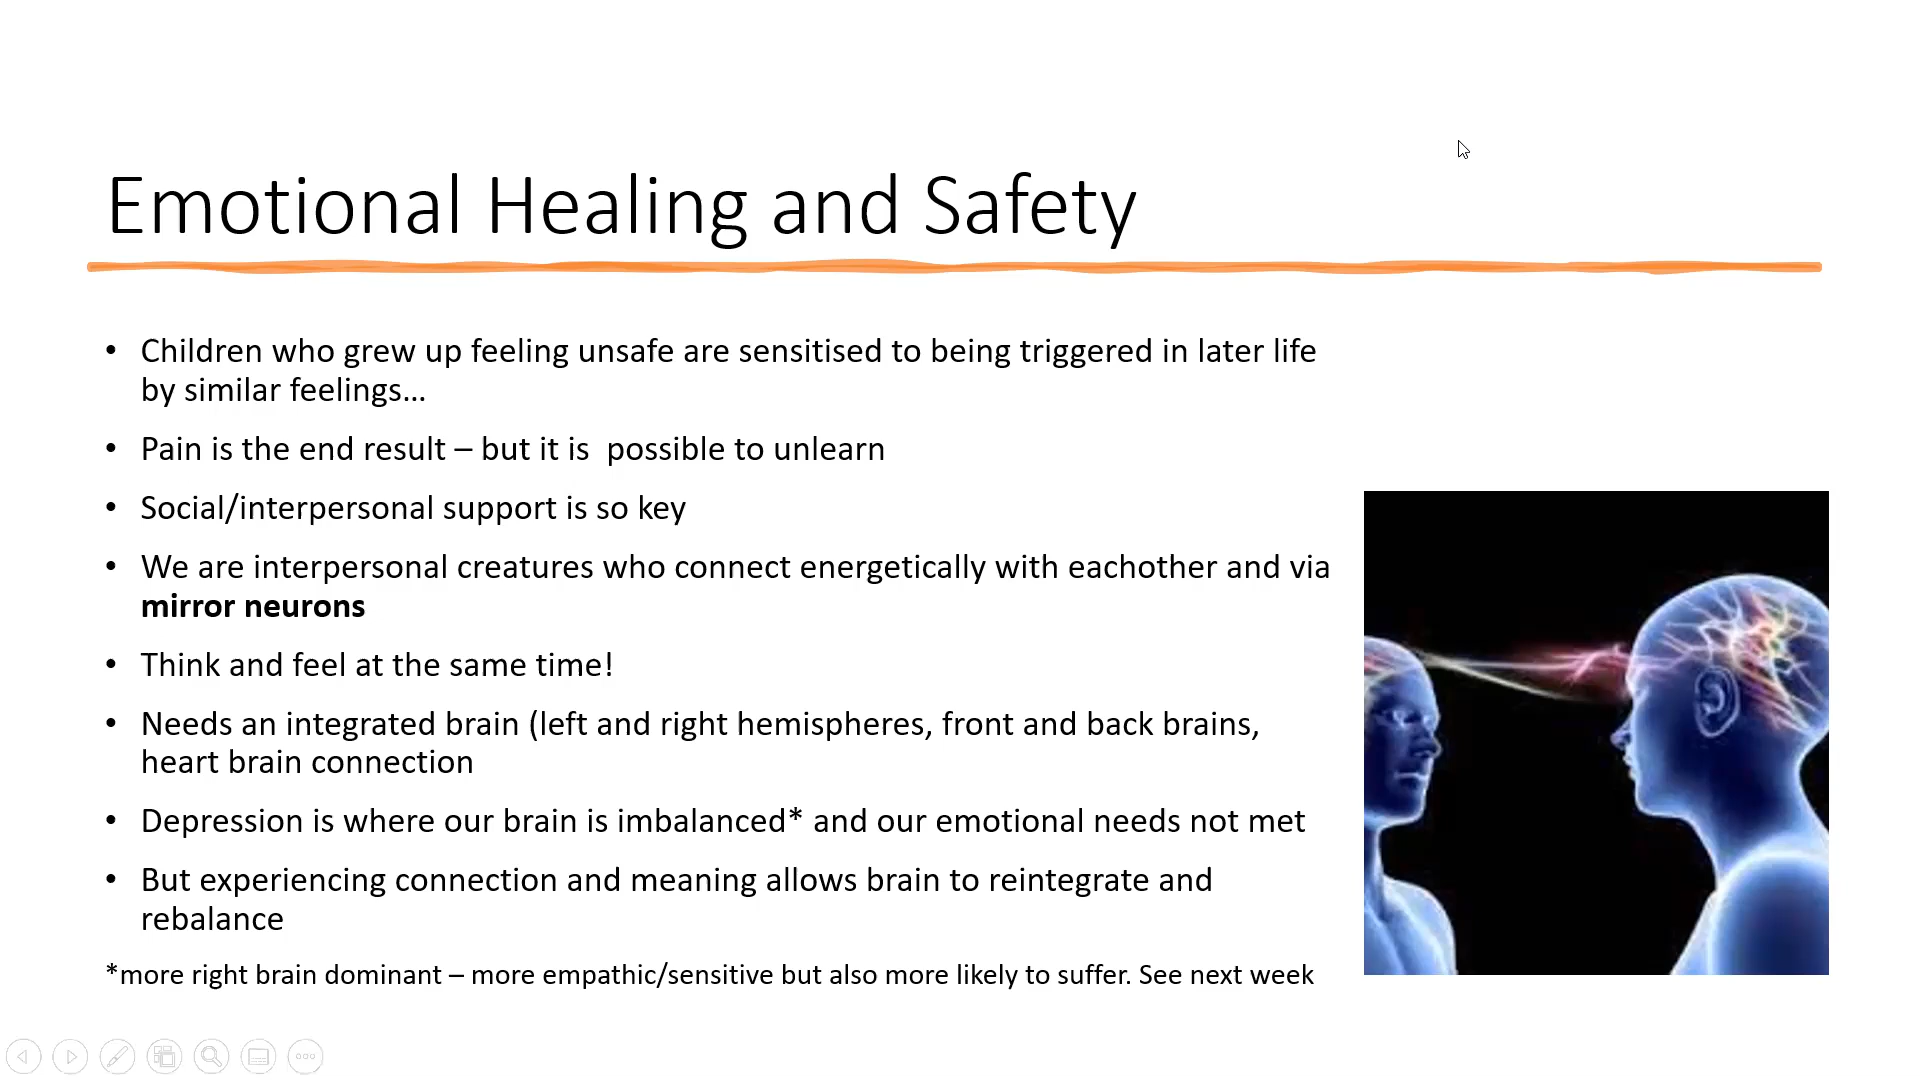 Emotional Healing and Safety
• Children who grew up feeling unsafe are sensitised to being triggered in later life
by similar feelings...
• Pain is the end result – but it is  possible to unlearn
• Social/interpersonal support is so key
• We are interpersonal creatures who connect energetically with eachother and via
mirror neurons
• Think and feel at the same time!
• Needs an integrated brain (left and right hemispheres, front and back brains,
heart brain connection
• Depression is where our brain is imbalanced* and our emotional needs not met
• But experiencing connection and meaning allows brain to reintegrate and
rebalance
*more right brain dominant – more empathic/sensitive but also more likely to suffer. See next week